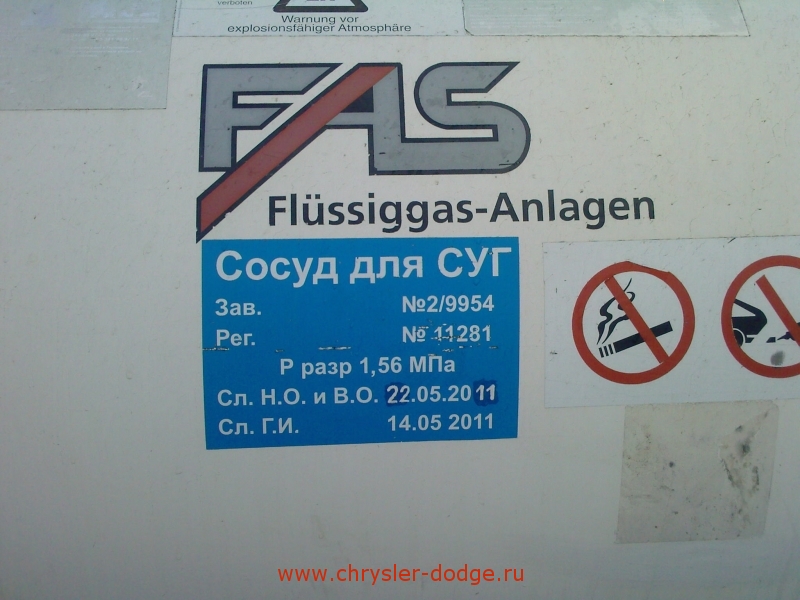 verboten
Warnung vor
explosionsfähiger Atmosphäre
FAS
Flüssiggas-Anlagen
Сосуд для СУГ
Зав. №2/9954
Рег. № 11281
Р разр 1,56 МПа
Сл. Н.О. и В.О. 22.05.2011
Сл. Г.И. 14.05 2011
www.chrysler-dodge.ru